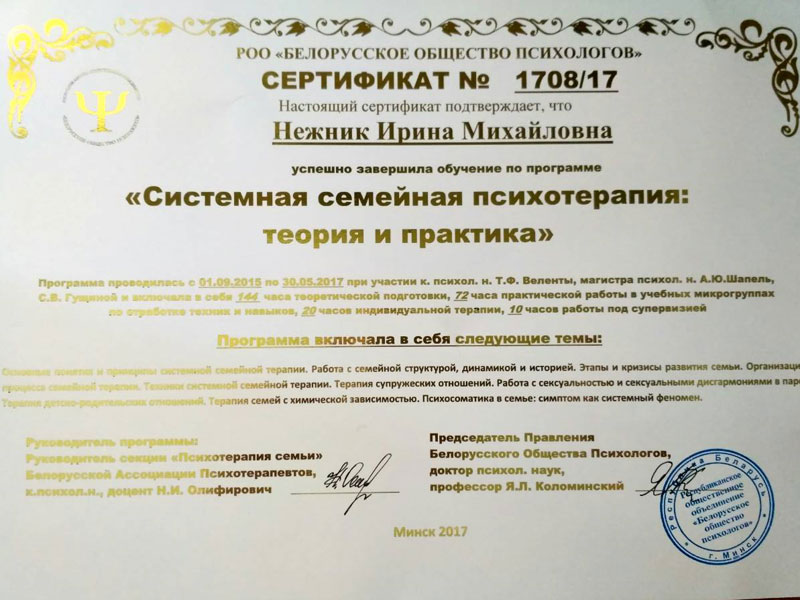 РОО «БЕЛОРУССКОЕ ОБЩЕСТВО ПСИХОЛОГОВ»
СЕРТИФИКАТ № 1708/17
Настоящий сертификат подтверждает, что
Нежник Ирина Михайловна
успешно завершила обучение по программе
«Системная семейная психотерапия:
теория и практика»
Программа проводилась с 01.09.2015 по 30.05.2017 при участии к. психол. н. Т.Ф. Веленты, магистра психол. н. А.Ю.Шапель,
С.В. Гущиной и включала в себя 144 часа теоретической подготовки, 72 часа практической работы в учебных микрогруппах
по отработке техник и навыков, 20 часов индивидуальной терапии, 10 часов работы под супервизией
Программа включала в себя следующие темы:
Основные понятия и принципы системной семейной терапии. Работа с семейной структурой, динамикой и историей. Этапы и кризисы развития семьи. Организаци
процесса семейной терапии. Техники системной семейной терапии. Терапия супружеских отношений. Работа с сексуальностью и сексуальными дисгармониями в пар
Терапия детско-родительских отношений. Терапия семей с химической зависимостью. Психосоматика в семье: симптом как системный феномен.
Руководитель программы:
Руководитель секции «Психотерапия семьи»
Белорусской Ассоциации Психотерапевтов,
к.психол.н., доцент Н.И. Олифирович
Председатель Правления
Белорусского Общества Психологов,
доктор психол. наук,
профессор Я.Л. Коломинский
Республика Беларусь
Республиканское
общественное
объединение
«Белорусское
общество
психологов»
г. Минск
Минск 2017